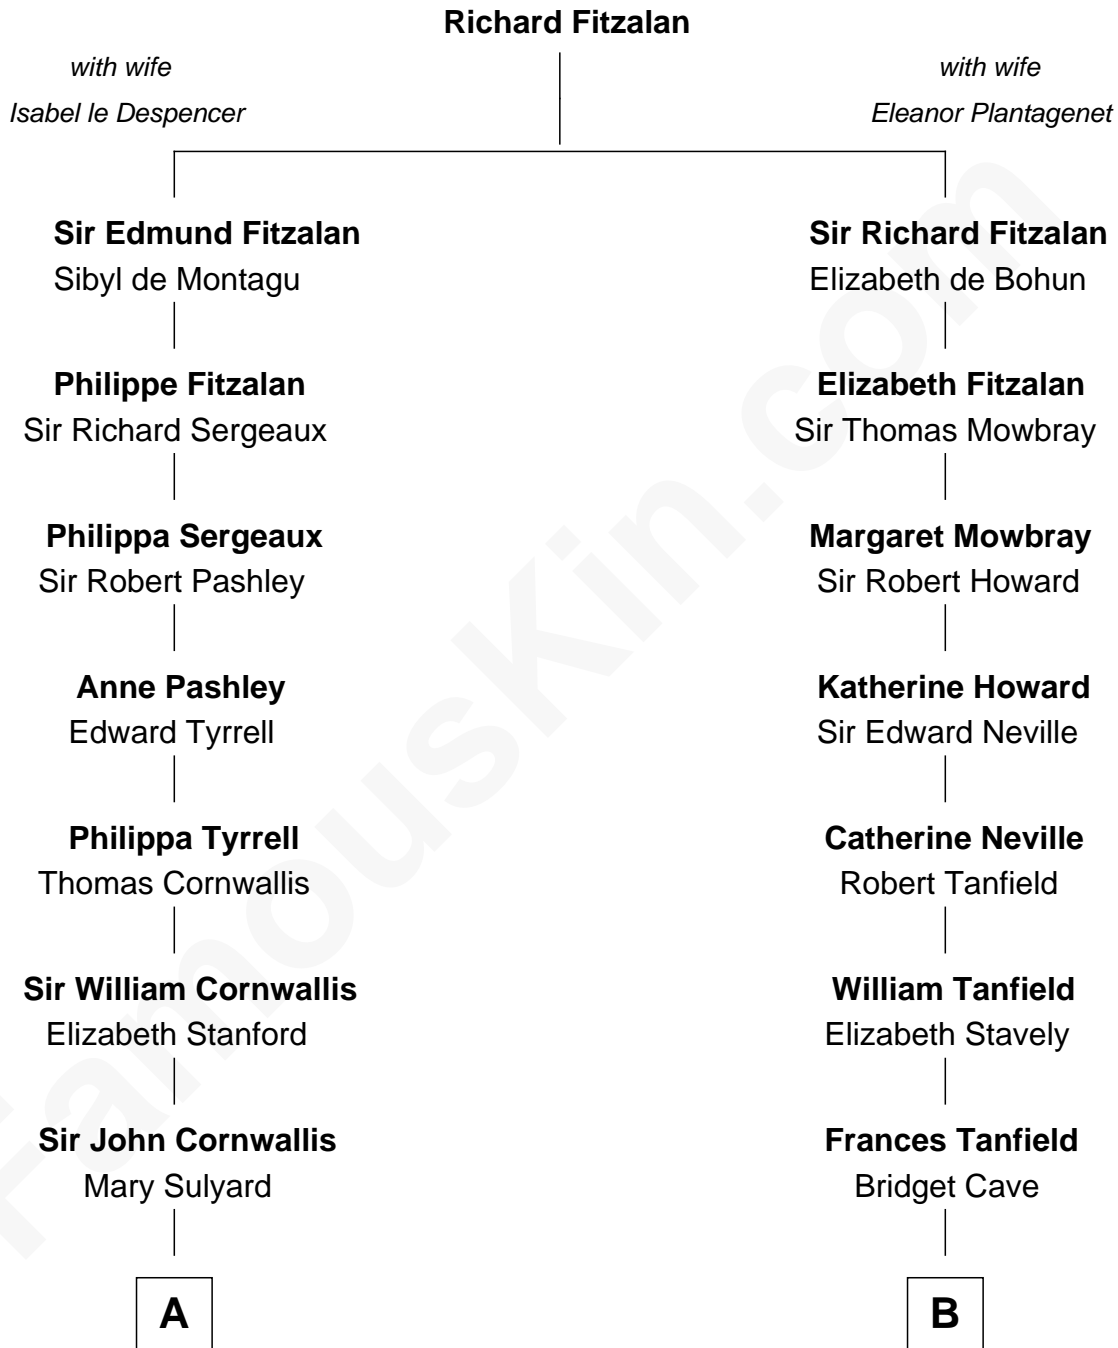 Richard Fitzalan
with wife
Isabel le Despencer
with wife
Eleanor Plantagenet
Sir Edmund Fitzalan
Sibyl de Montagu
Philippe Fitzalan
Sir Richard Sergeaux
Philippa Sergeaux
Sir Robert Pashley
Anne Pashley
Edward Tyrrell
Philippa Tyrrell
Thomas Cornwallis
Sir William Cornwallis
Elizabeth Stanford
Sir John Cornwallis
Mary Sulyard
A
Sir Richard Fitzalan
Elizabeth de Bohun
Elizabeth Fitzalan
Sir Thomas Mowbray
Margaret Mowbray
Sir Robert Howard
Katherine Howard
Sir Edward Neville
Catherine Neville
Robert Tanfield
William Tanfield
Elizabeth Stavely
Frances Tanfield
Bridget Cave
B
FamousKin.com